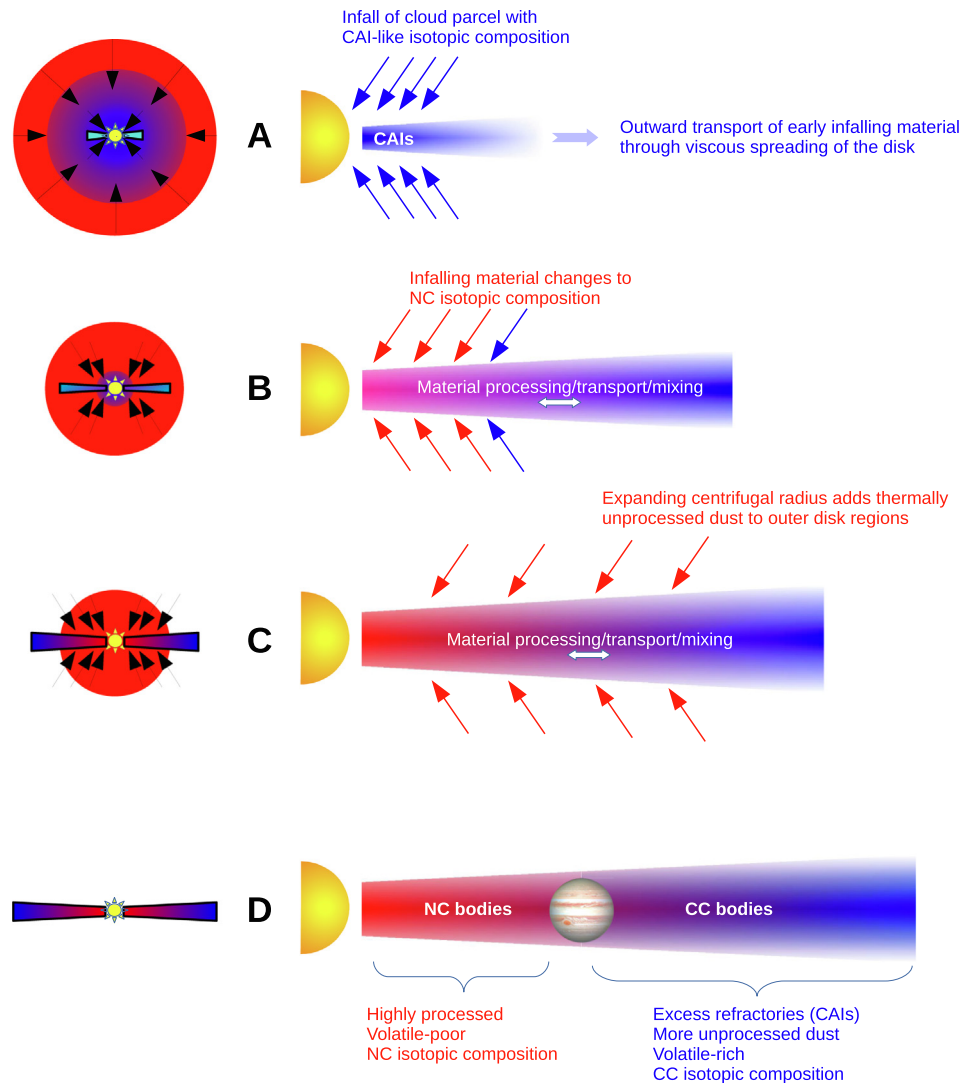 Infall of cloud parcel with
CAI-like isotopic composition
A
CAIs
Outward transport of early infalling material
through viscous spreading of the disk
Infalling material changes to
NC isotopic composition
B
Material processing/transport/mixing
Expanding centrifugal radius adds thermally
unprocessed dust to outer disk regions
C
Material processing/transport/mixing
D
NC bodies
CC bodies
Highly processed
Volatile-poor
NC isotopic composition
Excess refractories (CAIs)
More unprocessed dust
Volatile-rich
CC isotopic composition